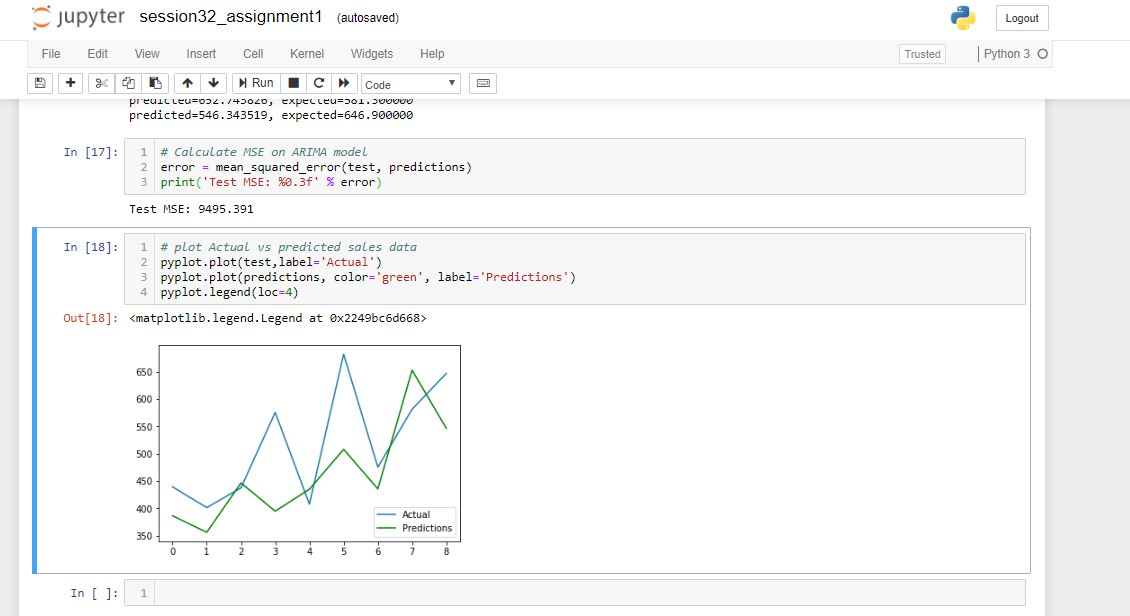 jupyter session32_assignment1 (autosaved)
Logout
File Edit View Insert Cell Kernel Widgets Help
Trusted
Python 3
Run
Code
predicted=652.743826, expected=581.300000
predicted=546.343519, expected=646.900000
In [17]:
1 # Calculate MSE on ARIMA model
2 error = mean_squared_error(test, predictions)
3 print('Test MSE: %0.3f' % error)
Test MSE: 9495.391
In [18]:
1 # plot Actual vs predicted sales data
2 pyplot.plot(test,label='Actual')
3 pyplot.plot(predictions, color='green', label='Predictions')
4 pyplot.legend(loc=4)
Out[18]: <matplotlib.legend.Legend at 0x2249bc6d668>
650
600
550
500
450
400
350
Actual
Predictions
0 1 2 3 4 5 6 7 8
In [ ]: 1